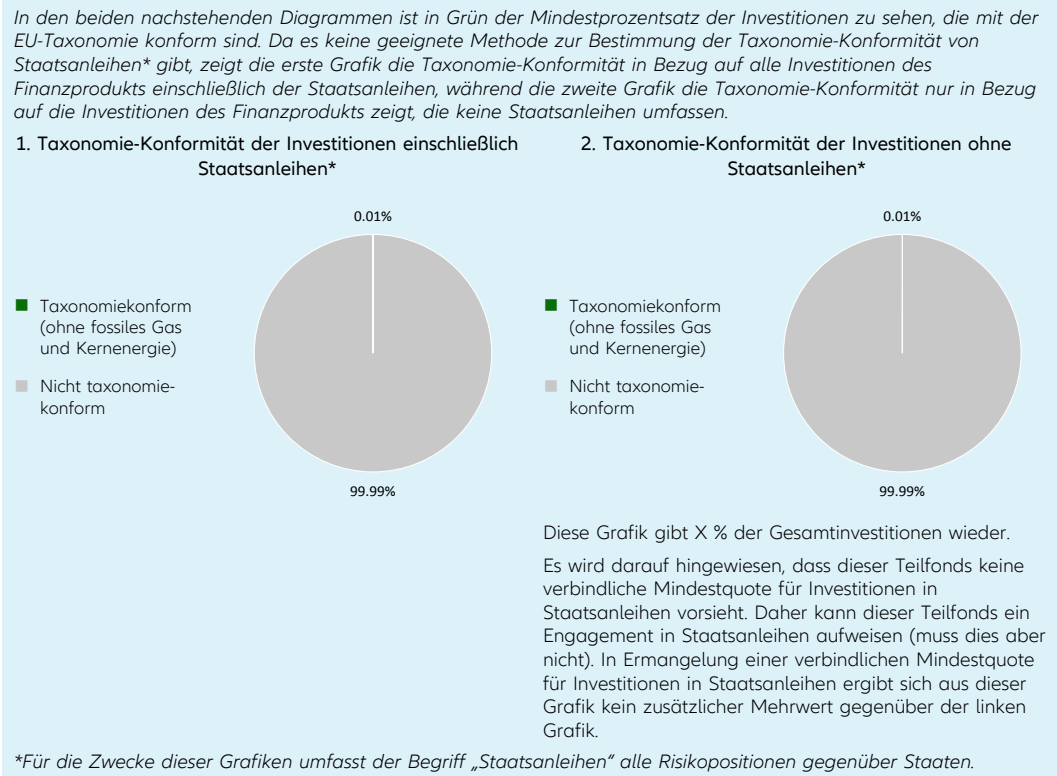 In den beiden nachstehenden Diagrammen ist in Grün der Mindestprozentsatz der Investitionen zu sehen, die mit der
EU-Taxonomie konform sind. Da es keine geeignete Methode zur Bestimmung der Taxonomie-Konformität von
Staatsanleihen* gibt, zeigt die erste Grafik die Taxonomie-Konformität in Bezug auf alle Investitionen des
Finanzprodukts einschließlich der Staatsanleihen, während die zweite Grafik die Taxonomie-Konformität nur in Bezug
auf die Investitionen des Finanzprodukts zeigt, die keine Staatsanleihen umfassen.
1. Taxonomie-Konformität der Investitionen einschließlich
Staatsanleihen*
0.01%
Taxonomiekonform
(ohne fossiles Gas
und Kernenergie)
Nicht taxonomie-
konform
99.99%
2. Taxonomie-Konformität der Investitionen ohne
Staatsanleihen*
0.01%
Taxonomiekonform
(ohne fossiles Gas
und Kernenergie)
Nicht taxonomie-
konform
99.99%
Diese Grafik gibt X % der Gesamtinvestitionen wieder.
Es wird darauf hingewiesen, dass dieser Teilfonds keine
verbindliche Mindestquote für Investitionen in
Staatsanleihen vorsieht. Daher kann dieser Teilfonds ein
Engagement in Staatsanleihen aufweisen (muss dies aber
nicht). In Ermangelung einer verbindlichen Mindestquote
für Investitionen in Staatsanleihen ergibt sich aus dieser
Grafik kein zusätzlicher Mehrwert gegenüber der linken
Grafik.
*Für die Zwecke dieser Grafiken umfasst der Begriff „Staatsanleihen“ alle Risikopositionen gegenüber Staaten.